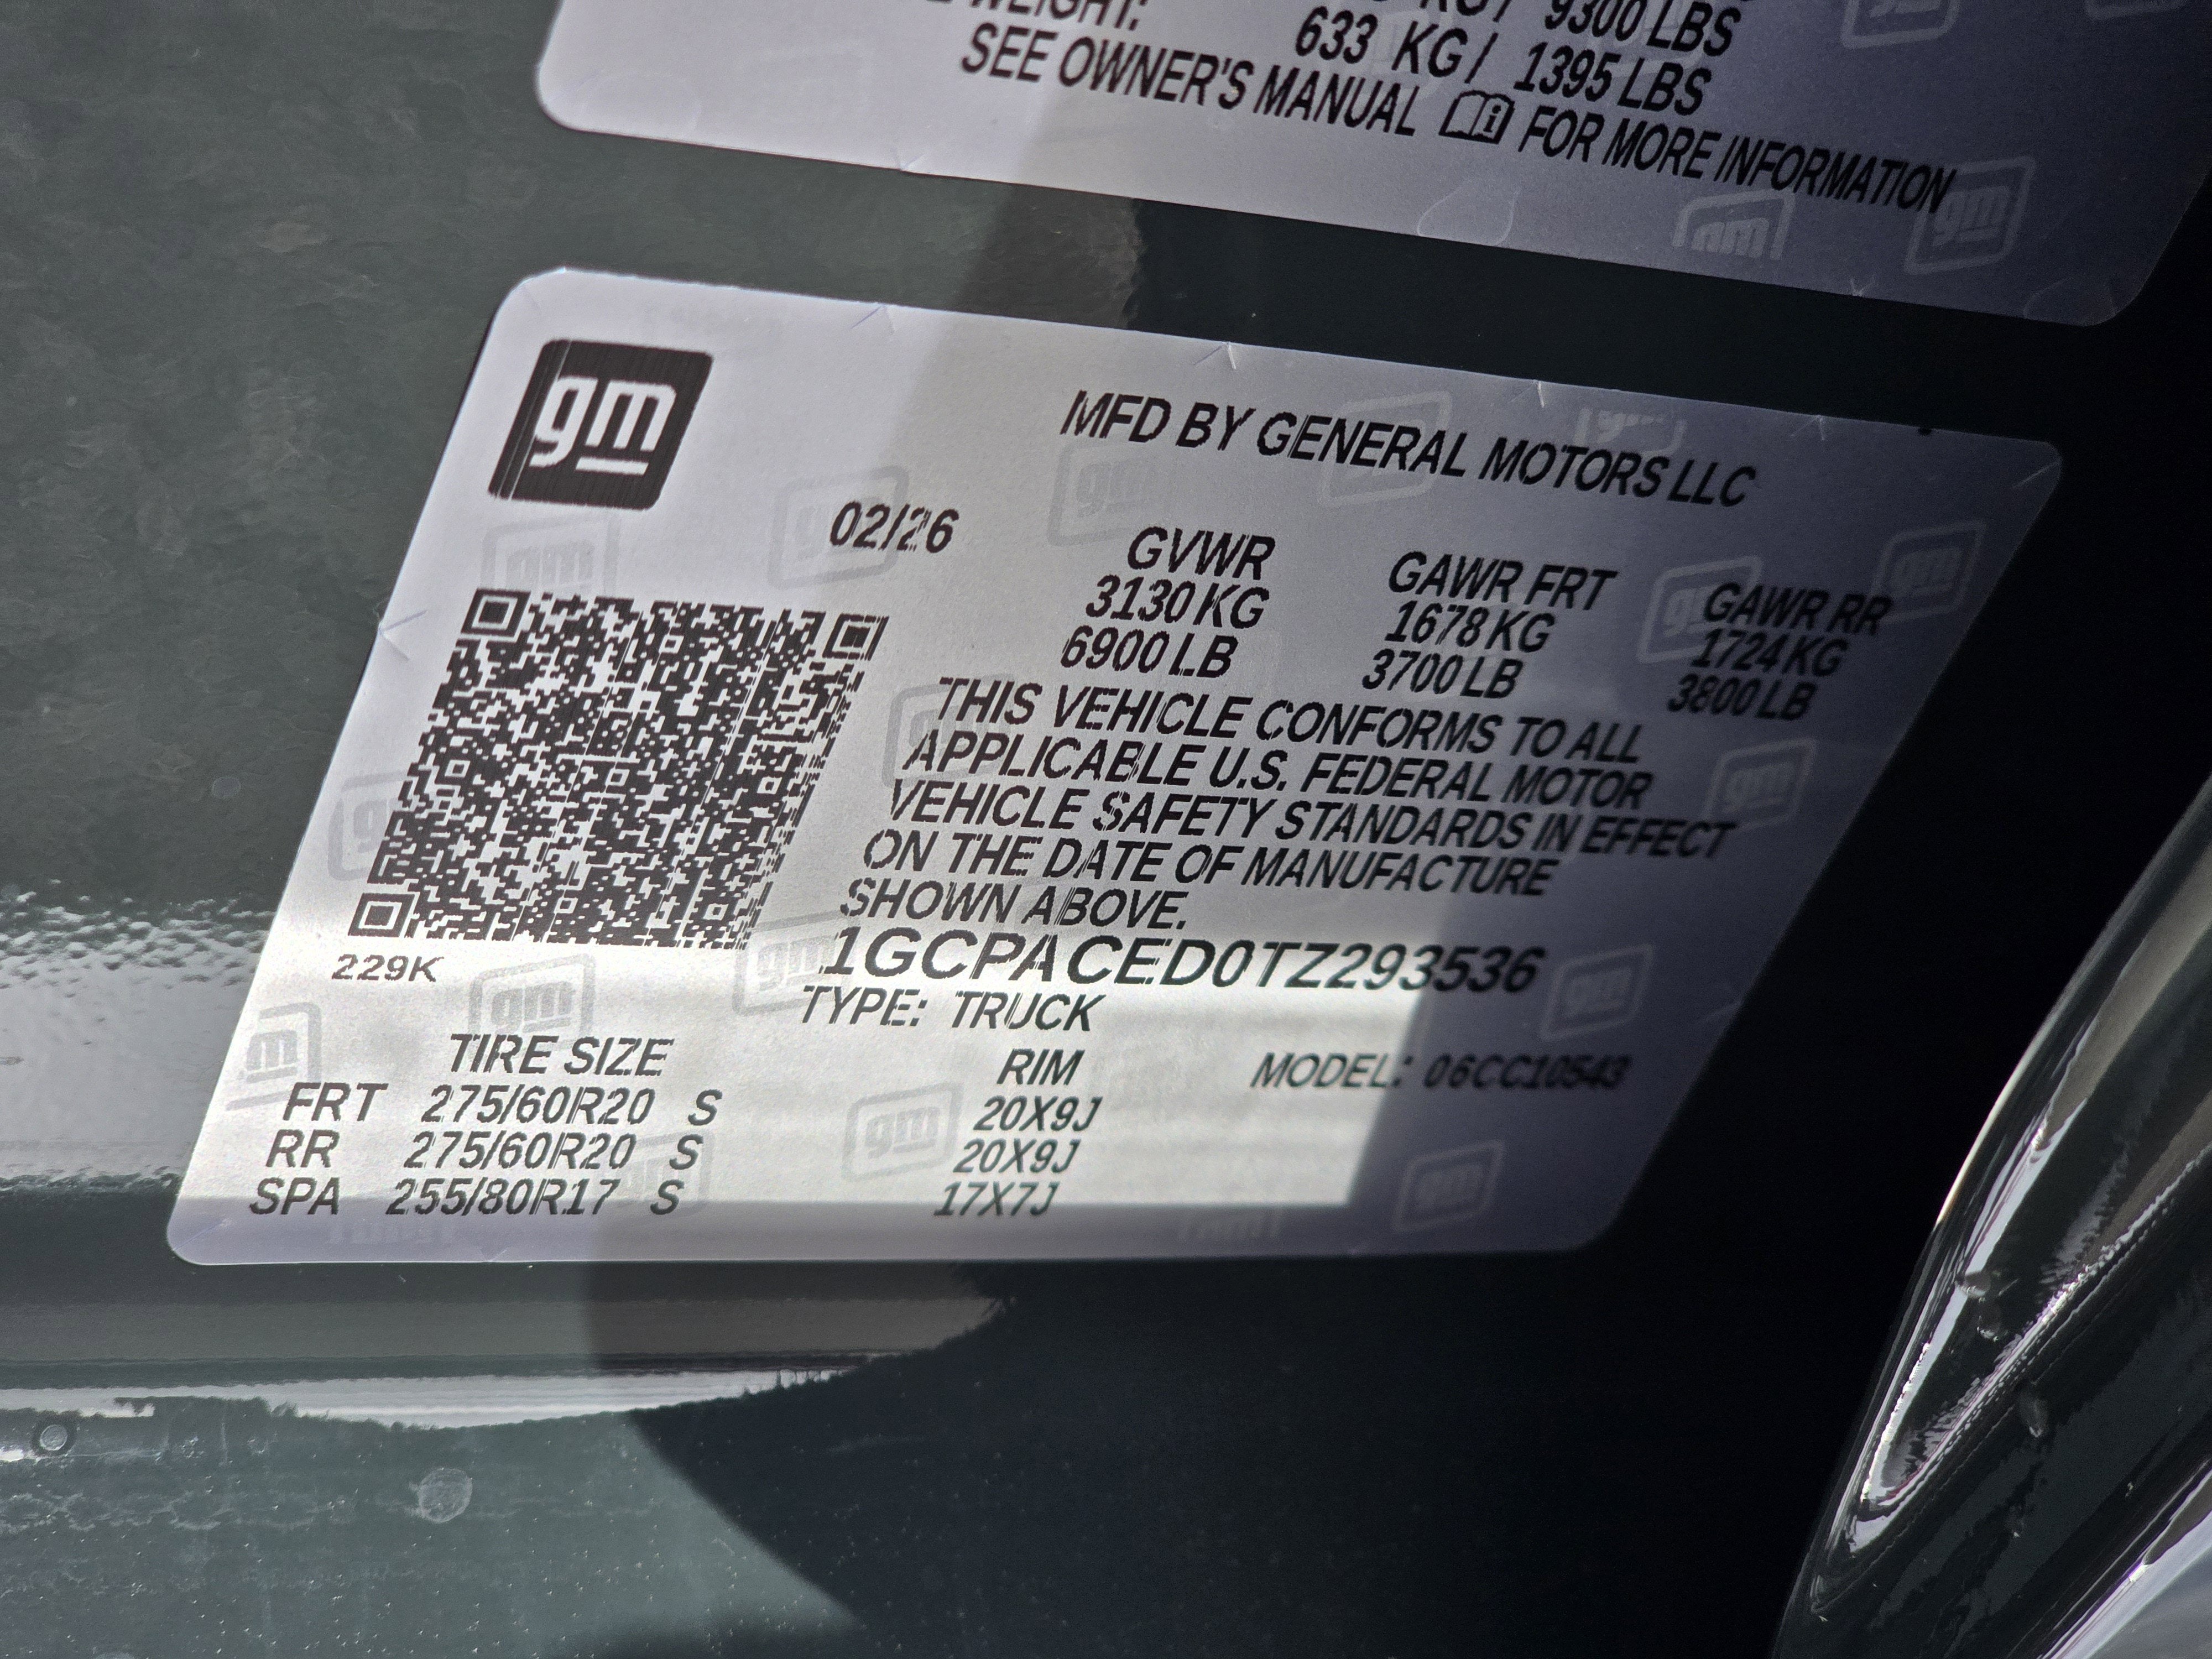 WEIGHT:
KG / 9300 LBS
633 KG / 1395 LBS
SEE OWNER'S MANUAL FOR MORE INFORMATION
gm
MFD BY GENERAL MOTORS LLC
02/26
GVWR GAWR FRT GAWR RR
3130 KG 1678 KG 1724 KG
6900 LB 3700 LB 3800 LB
THIS VEHICLE CONFORMS TO ALL
APPLICABLE U.S. FEDERAL MOTOR
VEHICLE SAFETY STANDARDS IN EFFECT
ON THE DATE OF MANUFACTURE
SHOWN ABOVE.
229K
1GCPACED0TZ293536
TYPE: TRUCK
MODEL: 06CC10543
TIRE SIZE RIM
FRT 275/60R20 S 20X9J
RR 275/60R20 S 20X9J
SPA 255/80R17 S 17X7J